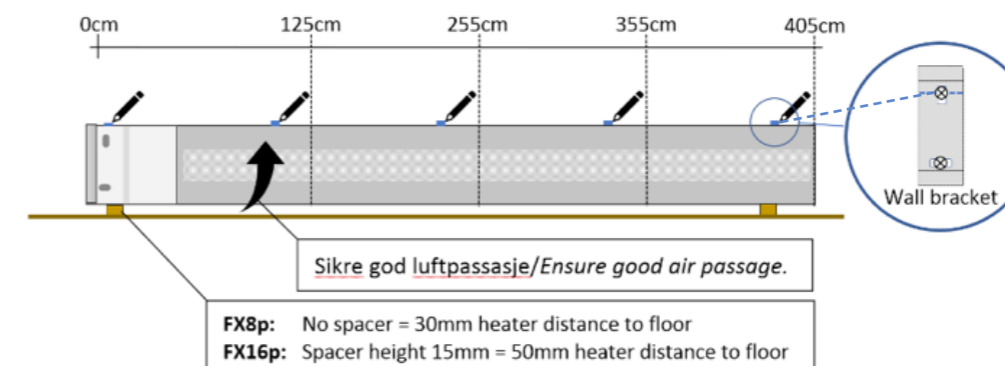 0cm 125cm 255cm 355cm 405cm
Wall bracket
Sikre god luftpassasje/Ensure good air passage.
FX8p: No spacer = 30mm heater distance to floor
FX16p: Spacer height 15mm = 50mm heater distance to floor